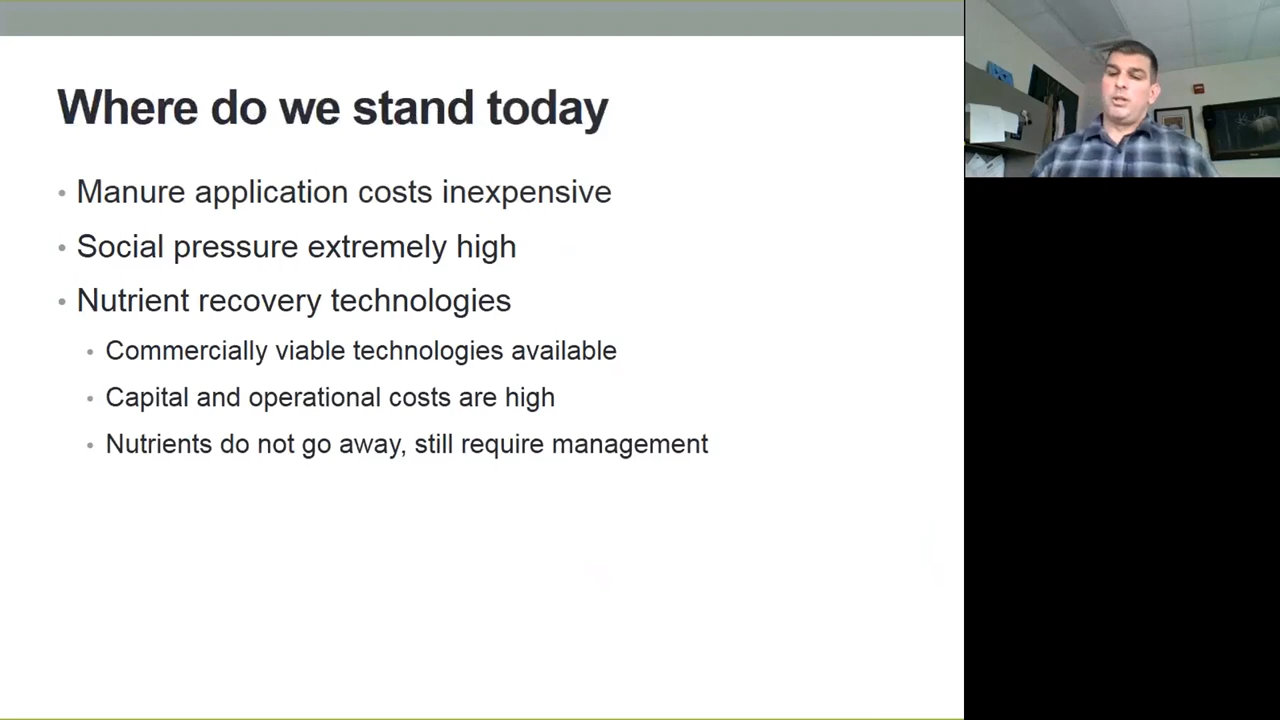 Where do we stand today
• Manure application costs inexpensive
• Social pressure extremely high
• Nutrient recovery technologies
• Commercially viable technologies available
• Capital and operational costs are high
• Nutrients do not go away, still require management